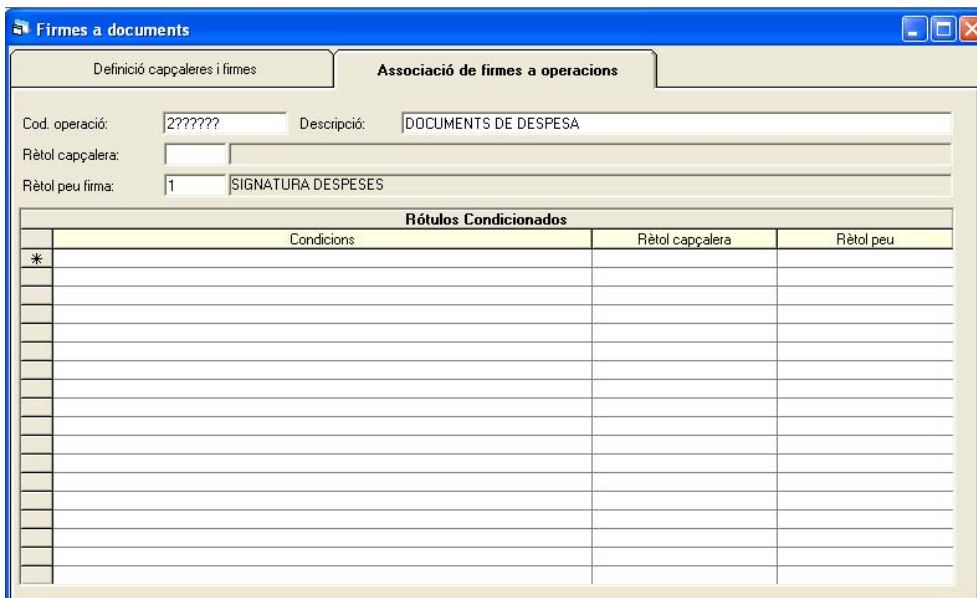 Firmes a documents
Definició capçaleres i firmes Associació de firmes a operacions
Cod. operació: 2?????? Descripció: DOCUMENTS DE DESPESA
Rètol capçalera:
Rètol peu firma: 1 SIGNATURA DESPESES
Rótulos Condicionados
Condicions Rètol capçalera Rètol peu
*